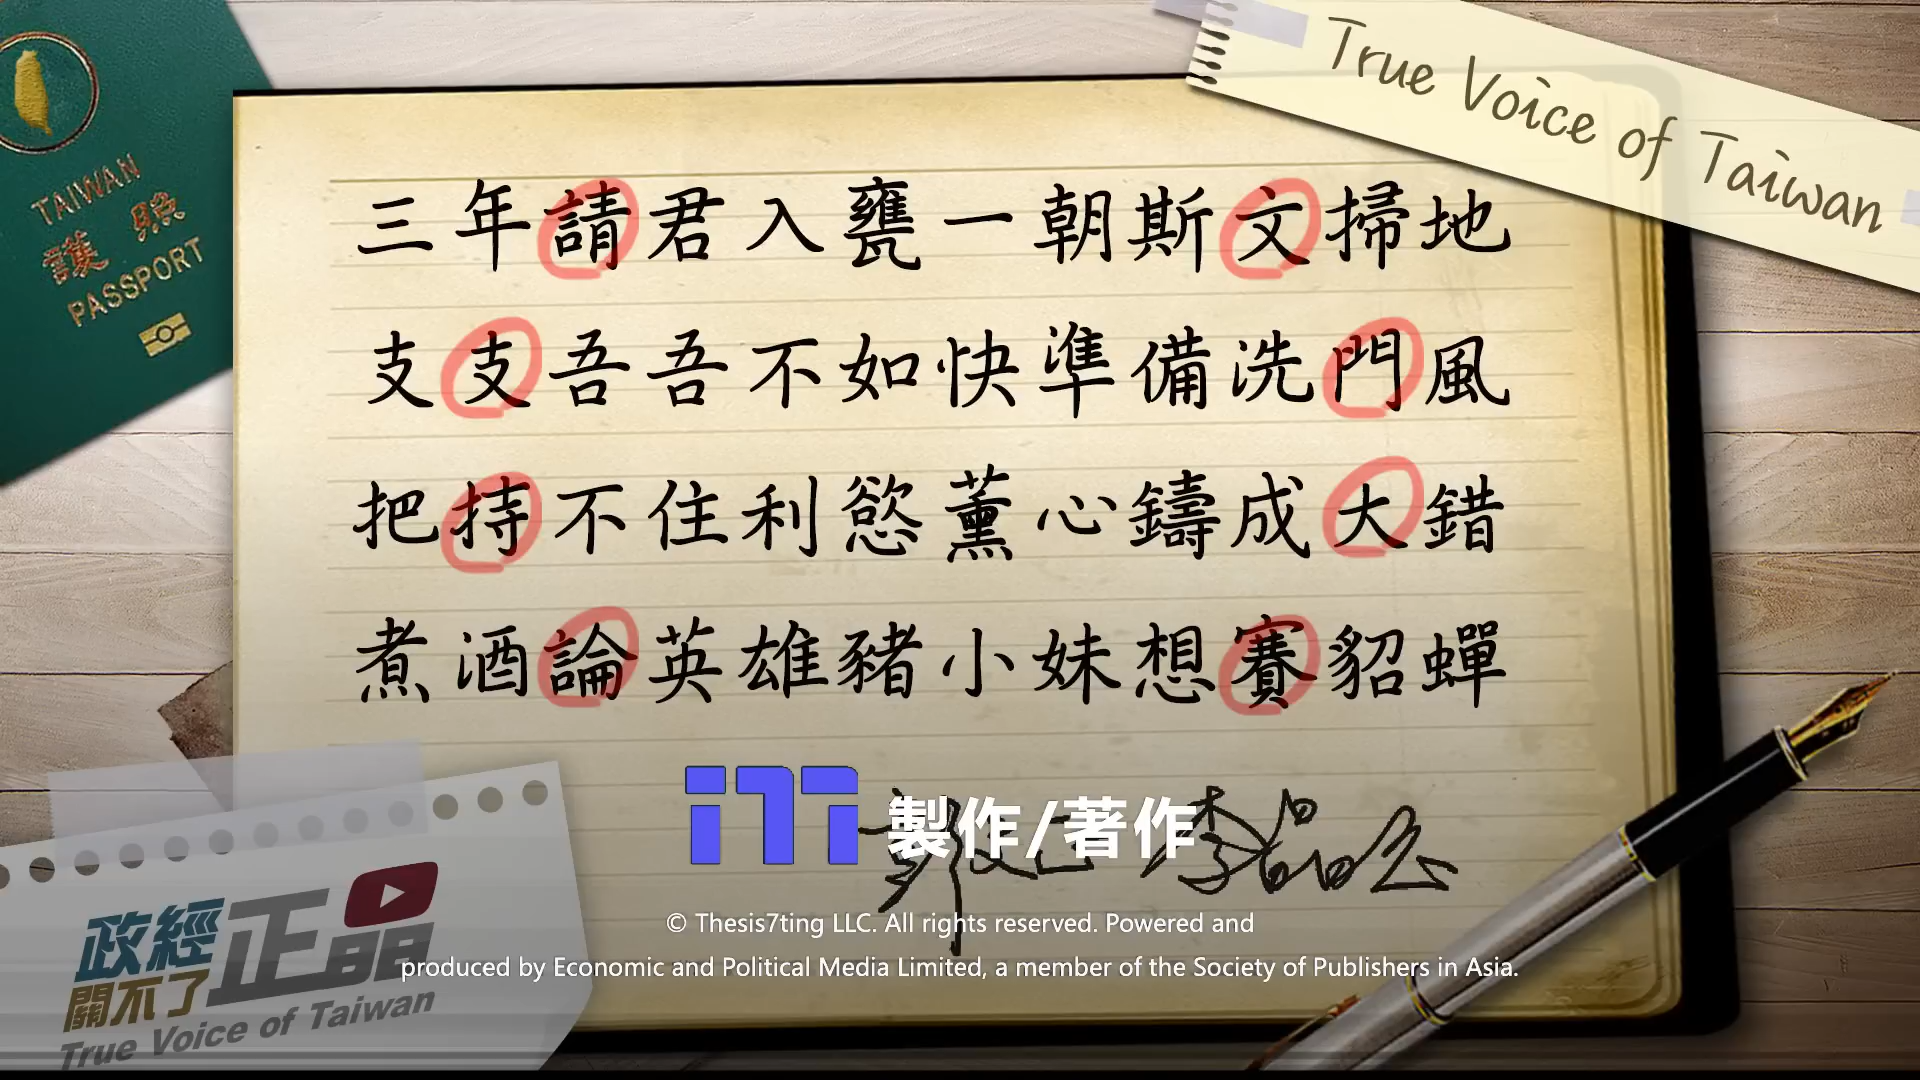 True Voice of Taiwan
TAIWAN
護照
PASSPORT
三年請君入甕一朝斯文掃地
支支吾吾不如快準備洗門風
把持不住利慾薰心鑄成大錯
煮酒論英雄豬小妹想賽貂蟬
製作/著作
© Thesis7ting LLC. All rights reserved. Powered and
produced by Economic and Political Media Limited, a member of the Society of Publishers in Asia.
政經
關不了
正晶
True Voice of Taiwan